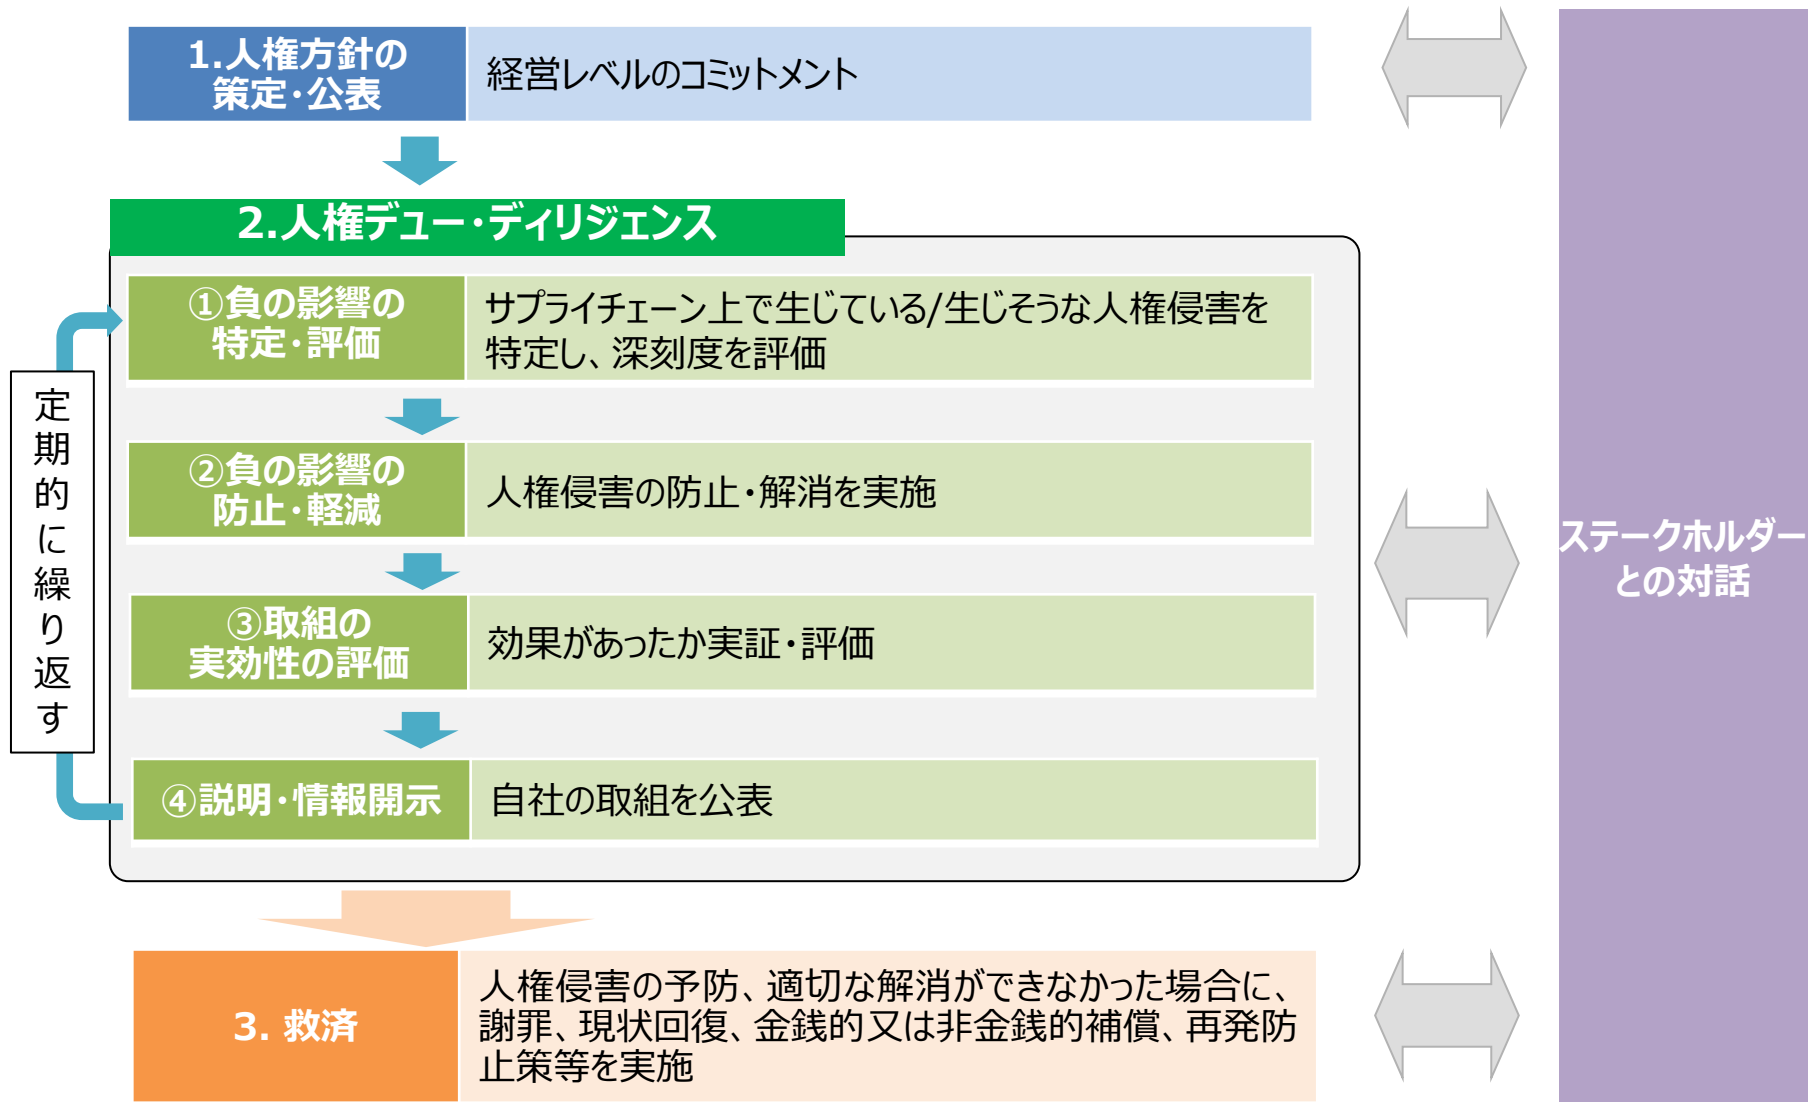 1.人権方針の
策定・公表
経営レベルのコミットメント
2.人権デュー・ディリジェンス
①負の影響の
特定・評価
サプライチェーン上で生じている/生じそうな人権侵害を
特定し、深刻度を評価
②負の影響の
防止・軽減
人権侵害の防止・解消を実施
③取組の
実効性の評価
効果があったか実証・評価
④説明・情報開示
自社の取組を公表
定期的に繰り返す
3. 救済
人権侵害の予防、適切な解消ができなかった場合に、
謝罪、現状回復、金銭的又は非金銭的補償、再発防
止策等を実施
ステークホルダー
との対話